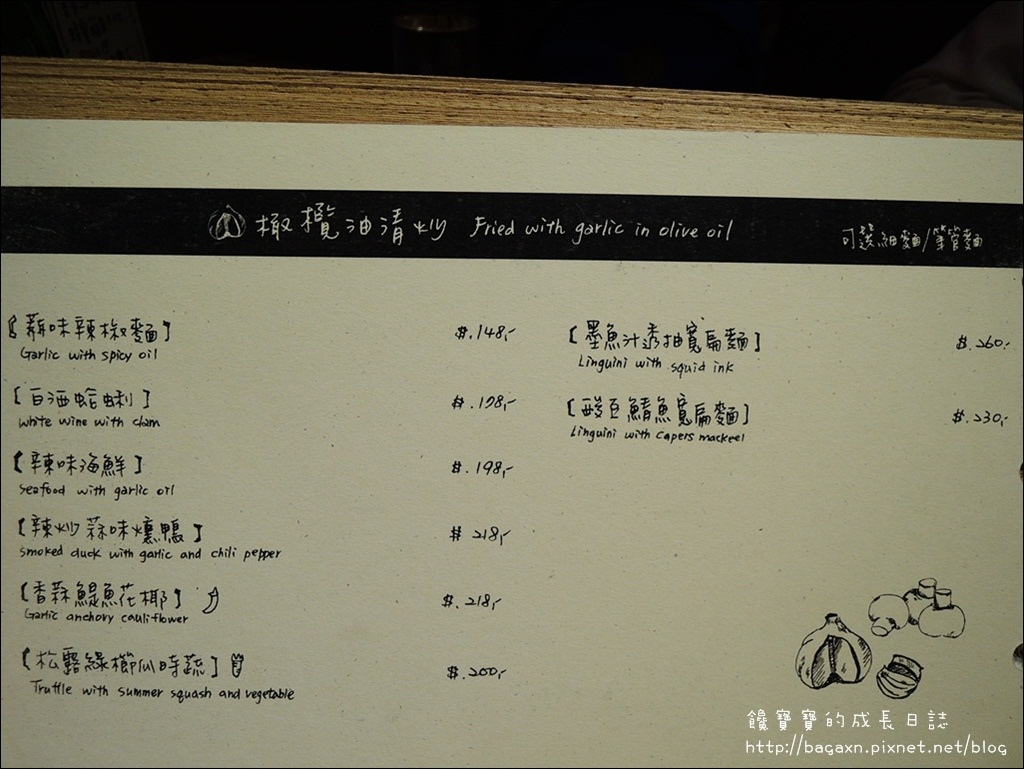 橄欖油清炒 Fried with garlic in olive oil 可選細麵/筆管麵
【蒜味辣椒麵】 $.148,-
Garlic with spicy oil
【白酒蛤蜊】 $.198,-
white wine with clam
【辣味海鮮】 $.198,-
Seafood with garlic oil
【辣炒蒜味燻鴨】 $ 218,-
Smoked duck with garlic and chili pepper
【香蒜鯷魚花椰】 $.218,-
Garlic anchory cauliflower
【松露綠櫛瓜時蔬】 $.200,-
Truffle with summer squash and vegetable
【墨魚汁透抽寬扁麵】 $.260,-
Linguini with squid ink
【酸豆鯖魚寬扁麵】 $.230,-
Linguini with capers mackeel
饞寶寶的成長日誌
http://bagaxn.pixnet.net/blog